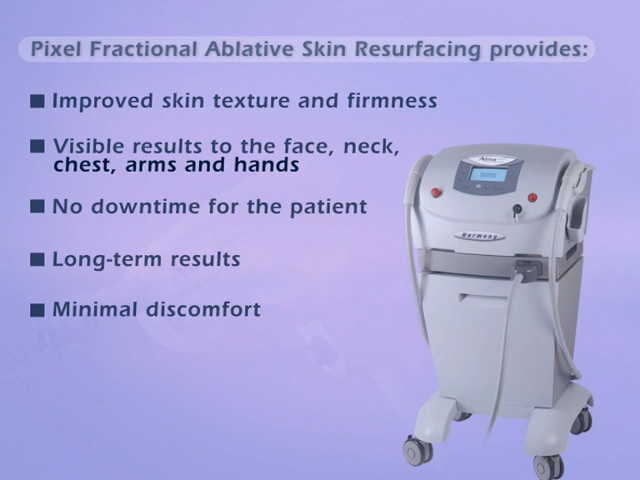 Pixel Fractional Ablative Skin Resurfacing provides:
Improved skin texture and firmness
Visible results to the face, neck,
chest, arms and hands
No downtime for the patient
Long-term results
Minimal discomfort
Harmony